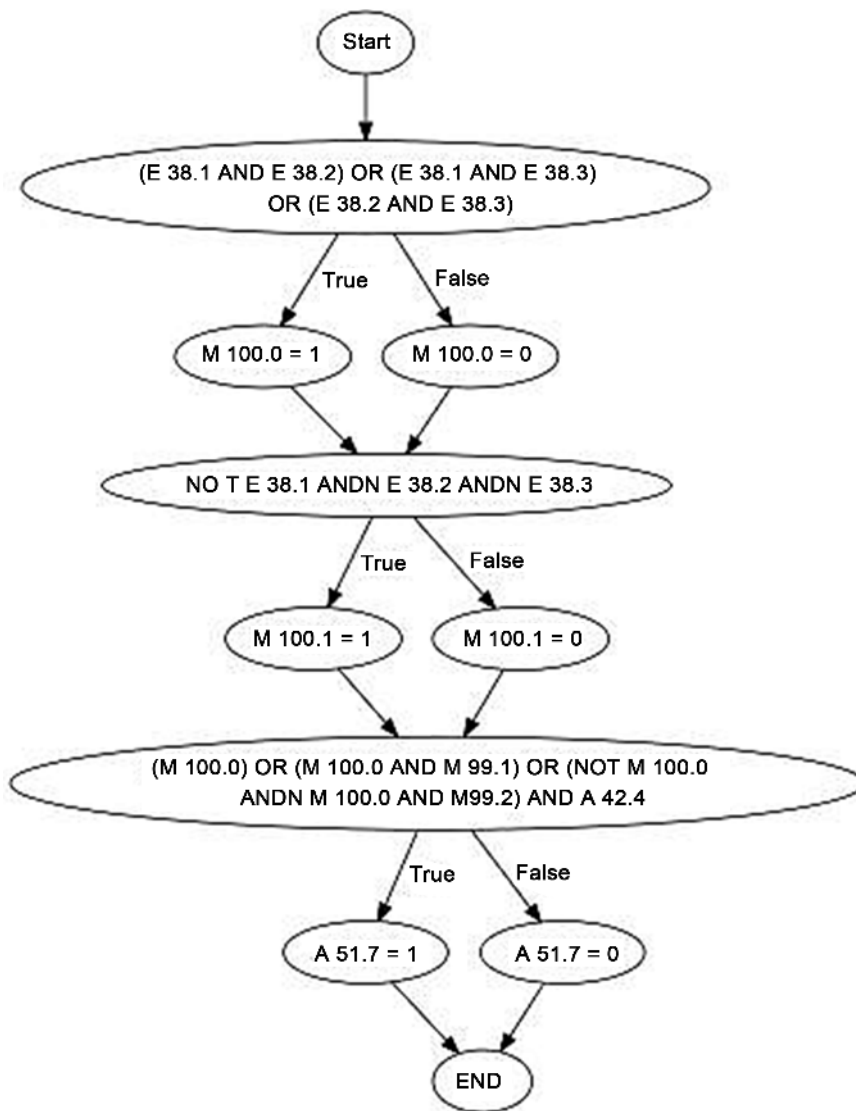 Start
(E 38.1 AND E 38.2) OR (E 38.1 AND E 38.3)
OR (E 38.2 AND E 38.3)
True
False
M 100.0 = 1
M 100.0 = 0
NO T E 38.1 ANDN E 38.2 ANDN E 38.3
True
False
M 100.1 = 1
M 100.1 = 0
(M 100.0) OR (M 100.0 AND M 99.1) OR (NOT M 100.0
ANDN M 100.0 AND M99.2) AND A 42.4
True
False
A 51.7 = 1
A 51.7 = 0
END